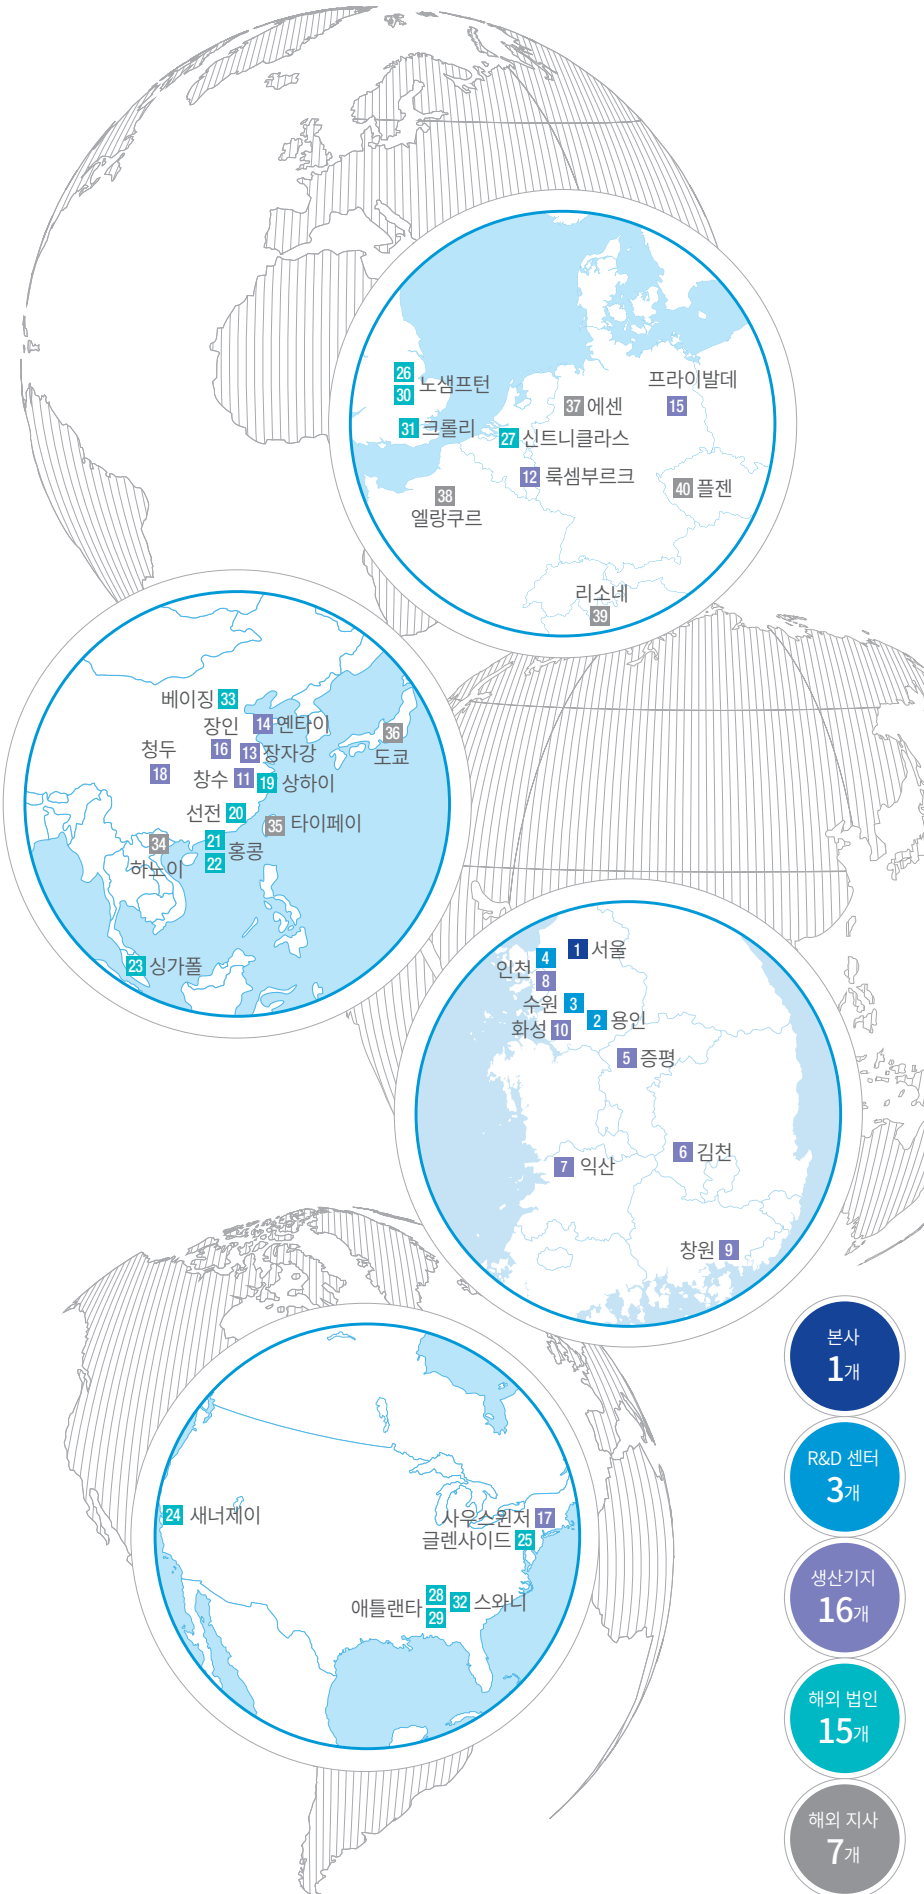 26
노샘프턴
30
31 크롤리
프라이발데
15
37 에센
27 신트니클라스
12 룩셈부르크
40 플젠
38
엘랑쿠르
리소네
39
베이징 33
장인
16
14 옌타이
13 장자강
청두
18
창수 11
19 상하이
36
도쿄
선전 20
35 타이페이
21
홍콩
22
34
하노이
23 싱가폴
1 서울
4
인천
8
수원 3
2 용인
화성 10
5 증평
6 김천
7 익산
창원 9
24 새너제이
사우스윈저 17
글렌사이드 25
애틀랜타 28
29
32 스와니
본사
1개
R&D 센터
3개
생산기지
16개
해외 법인
15개
해외 지사
7개